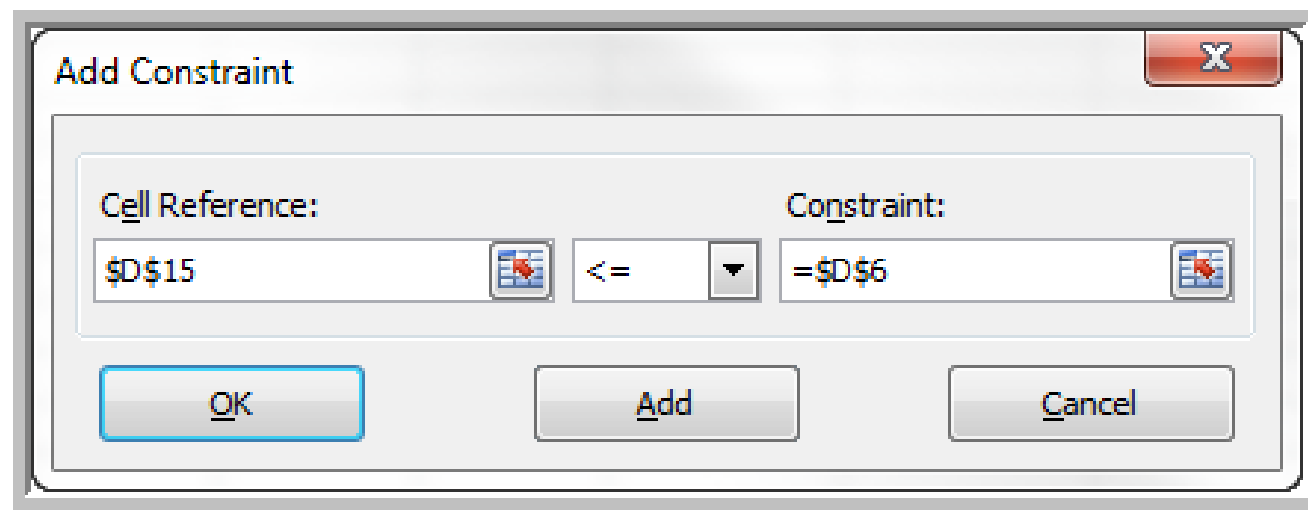 Add Constraint
Cell Reference: Constraint:
$D$15 <= =$D$6
OK Add Cancel